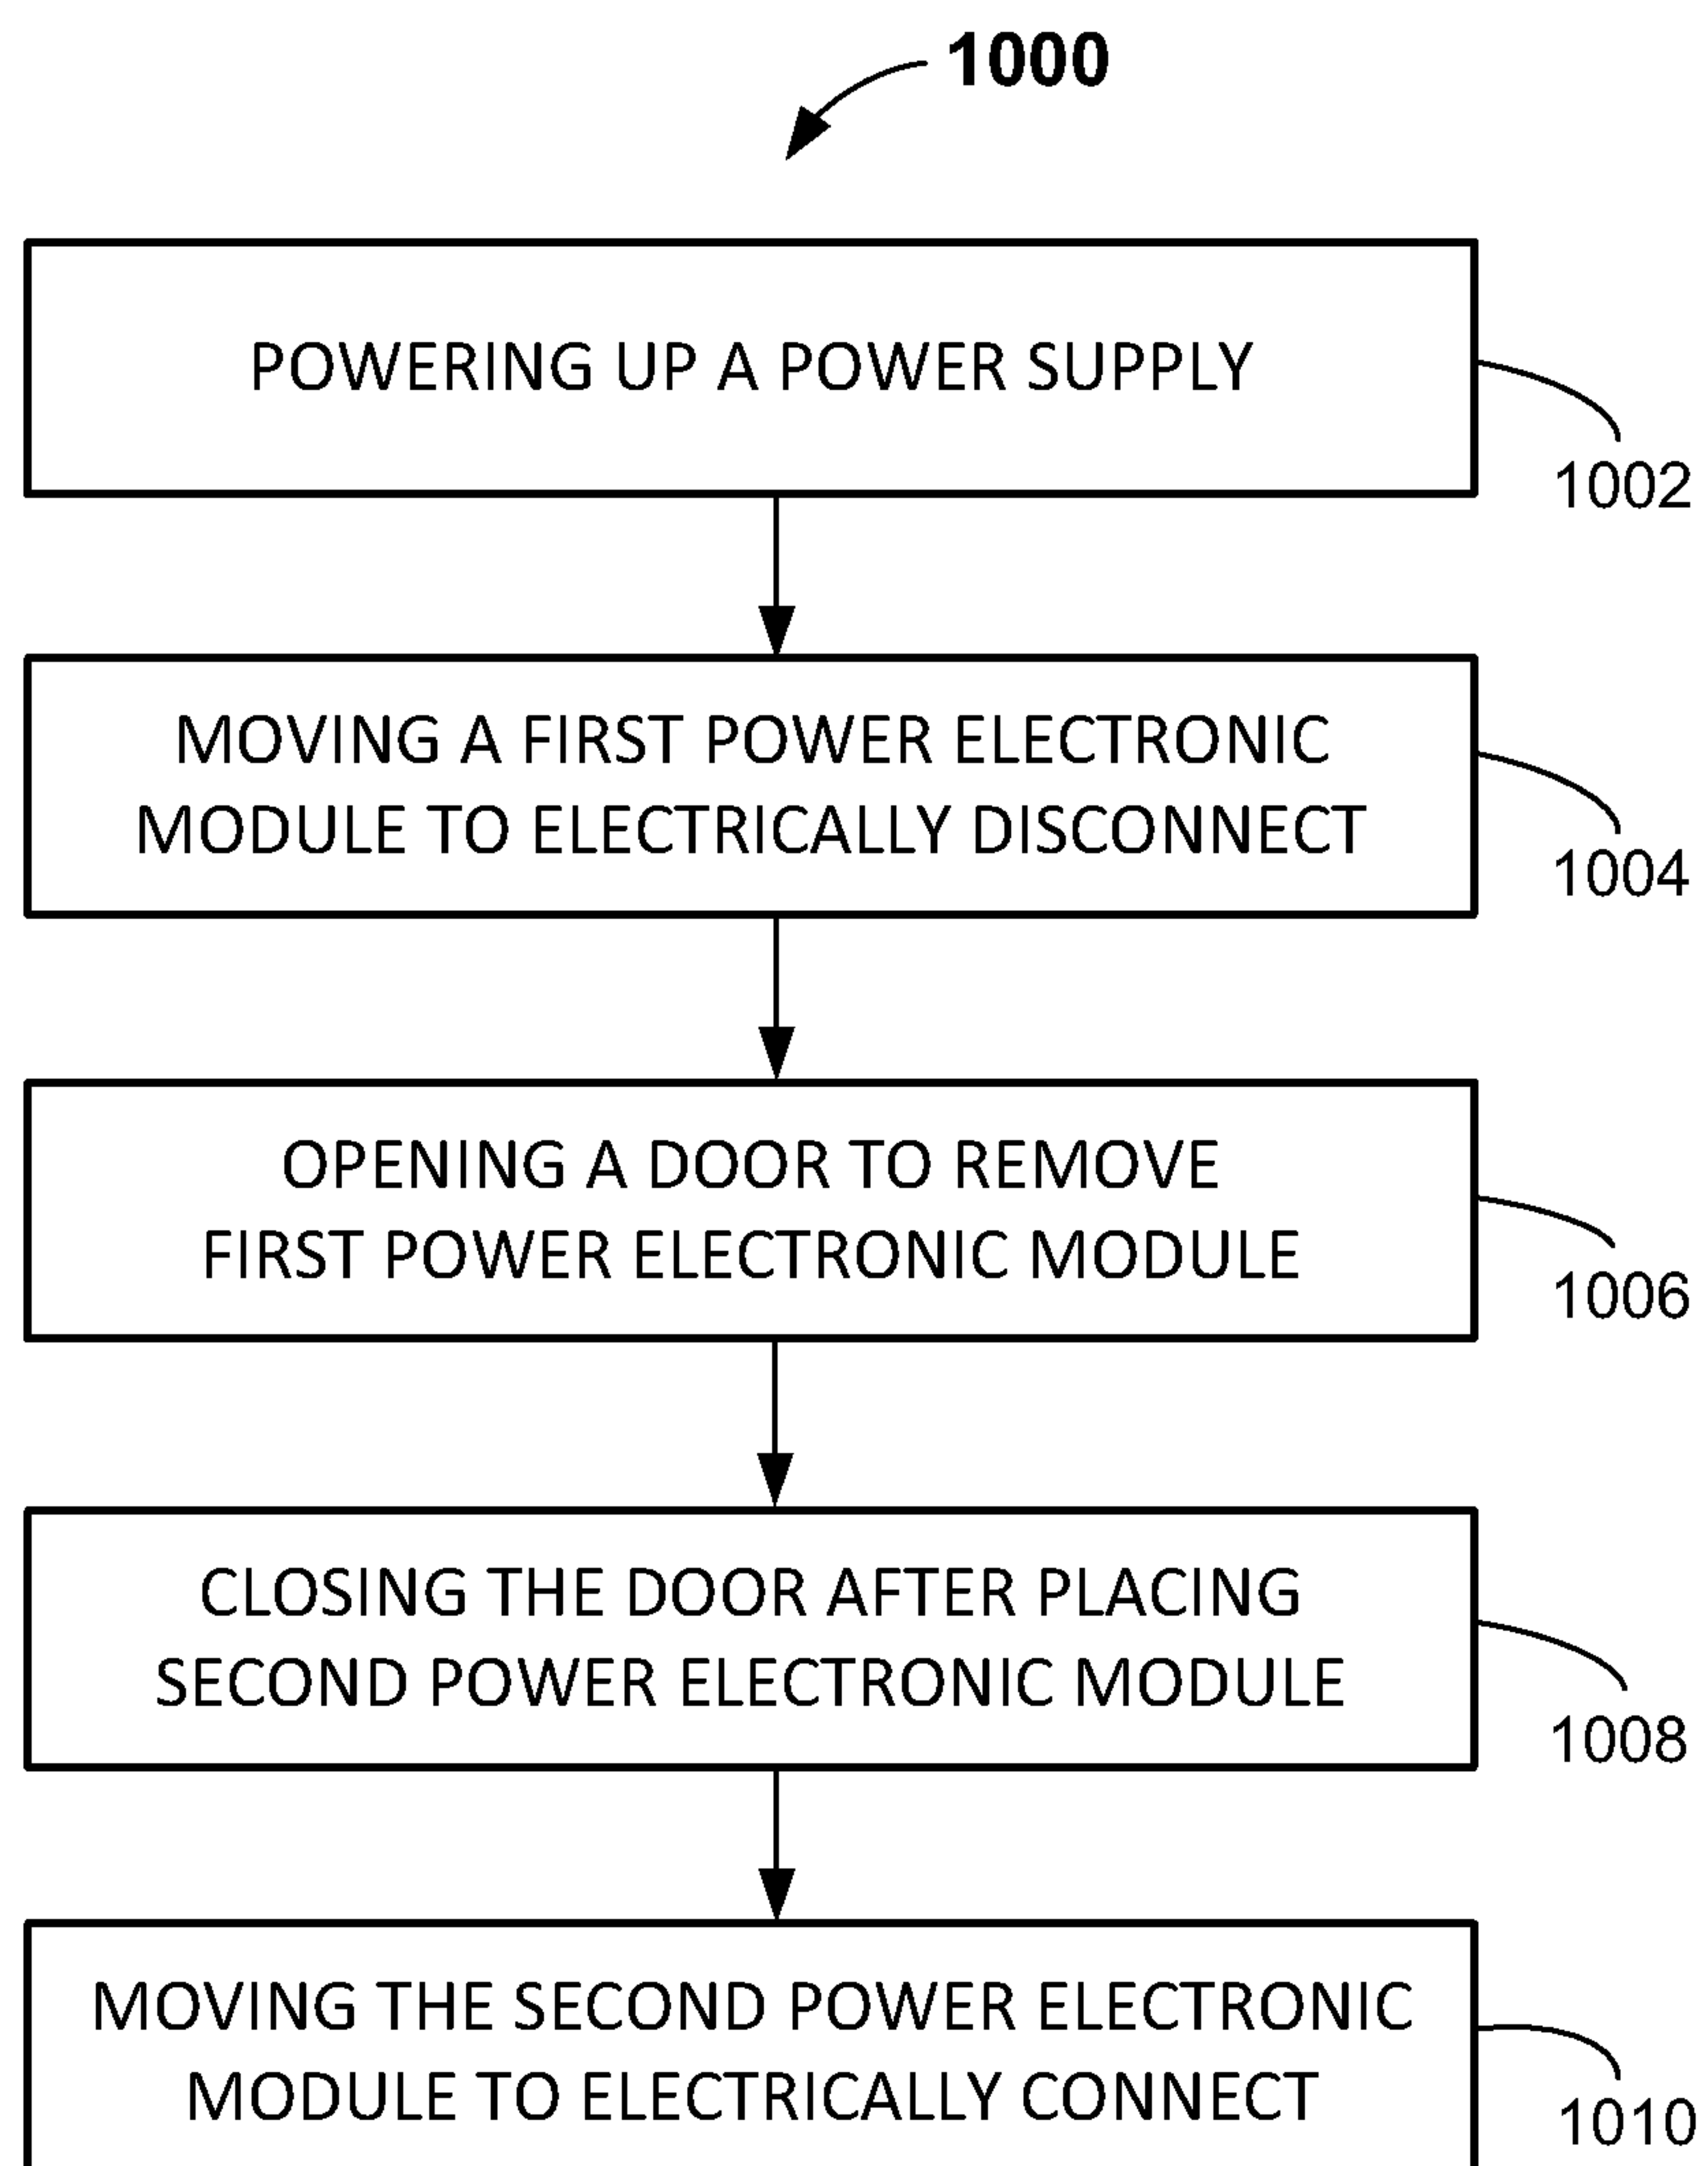 1000
POWERING UP A POWER SUPPLY
1002
MOVING A FIRST POWER ELECTRONIC
MODULE TO ELECTRICALLY DISCONNECT
1004
OPENING A DOOR TO REMOVE
FIRST POWER ELECTRONIC MODULE
1006
CLOSING THE DOOR AFTER PLACING
SECOND POWER ELECTRONIC MODULE
1008
MOVING THE SECOND POWER ELECTRONIC
MODULE TO ELECTRICALLY CONNECT
1010